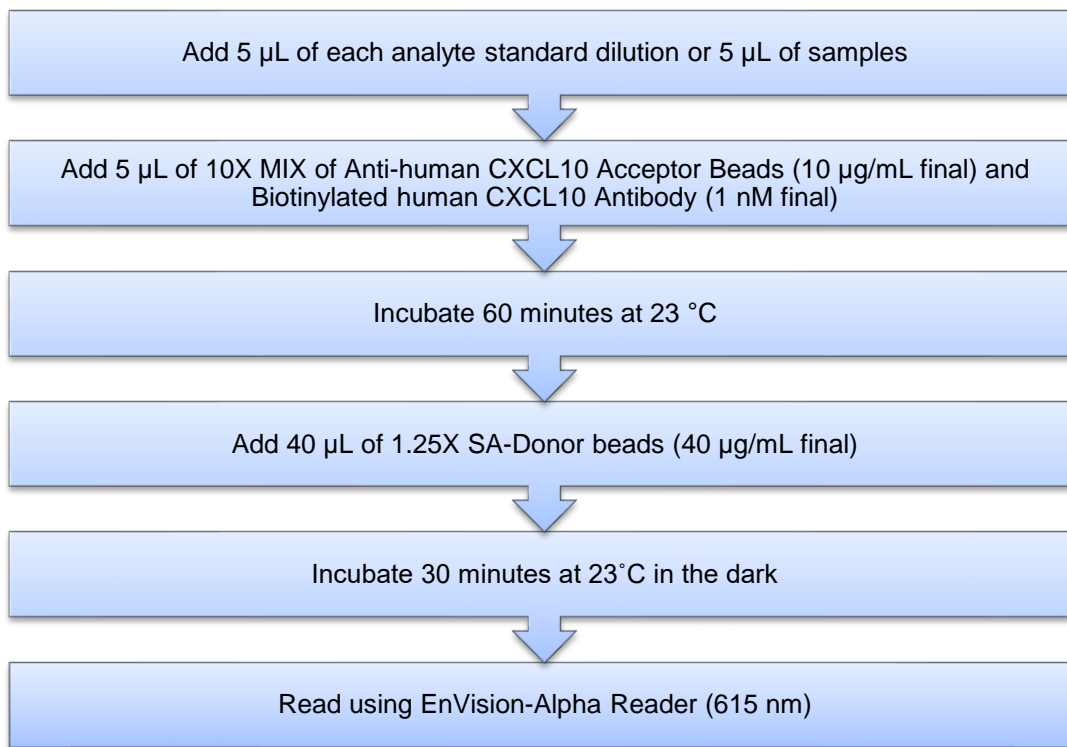 Add 5 µL of each analyte standard dilution or 5 µL of samples
Add 5 µL of 10X MIX of Anti-human CXCL10 Acceptor Beads (10 µg/mL final) and
Biotinylated human CXCL10 Antibody (1 nM final)
Incubate 60 minutes at 23 °C
Add 40 µL of 1.25X SA-Donor beads (40 µg/mL final)
Incubate 30 minutes at 23˚C in the dark
Read using EnVision-Alpha Reader (615 nm)